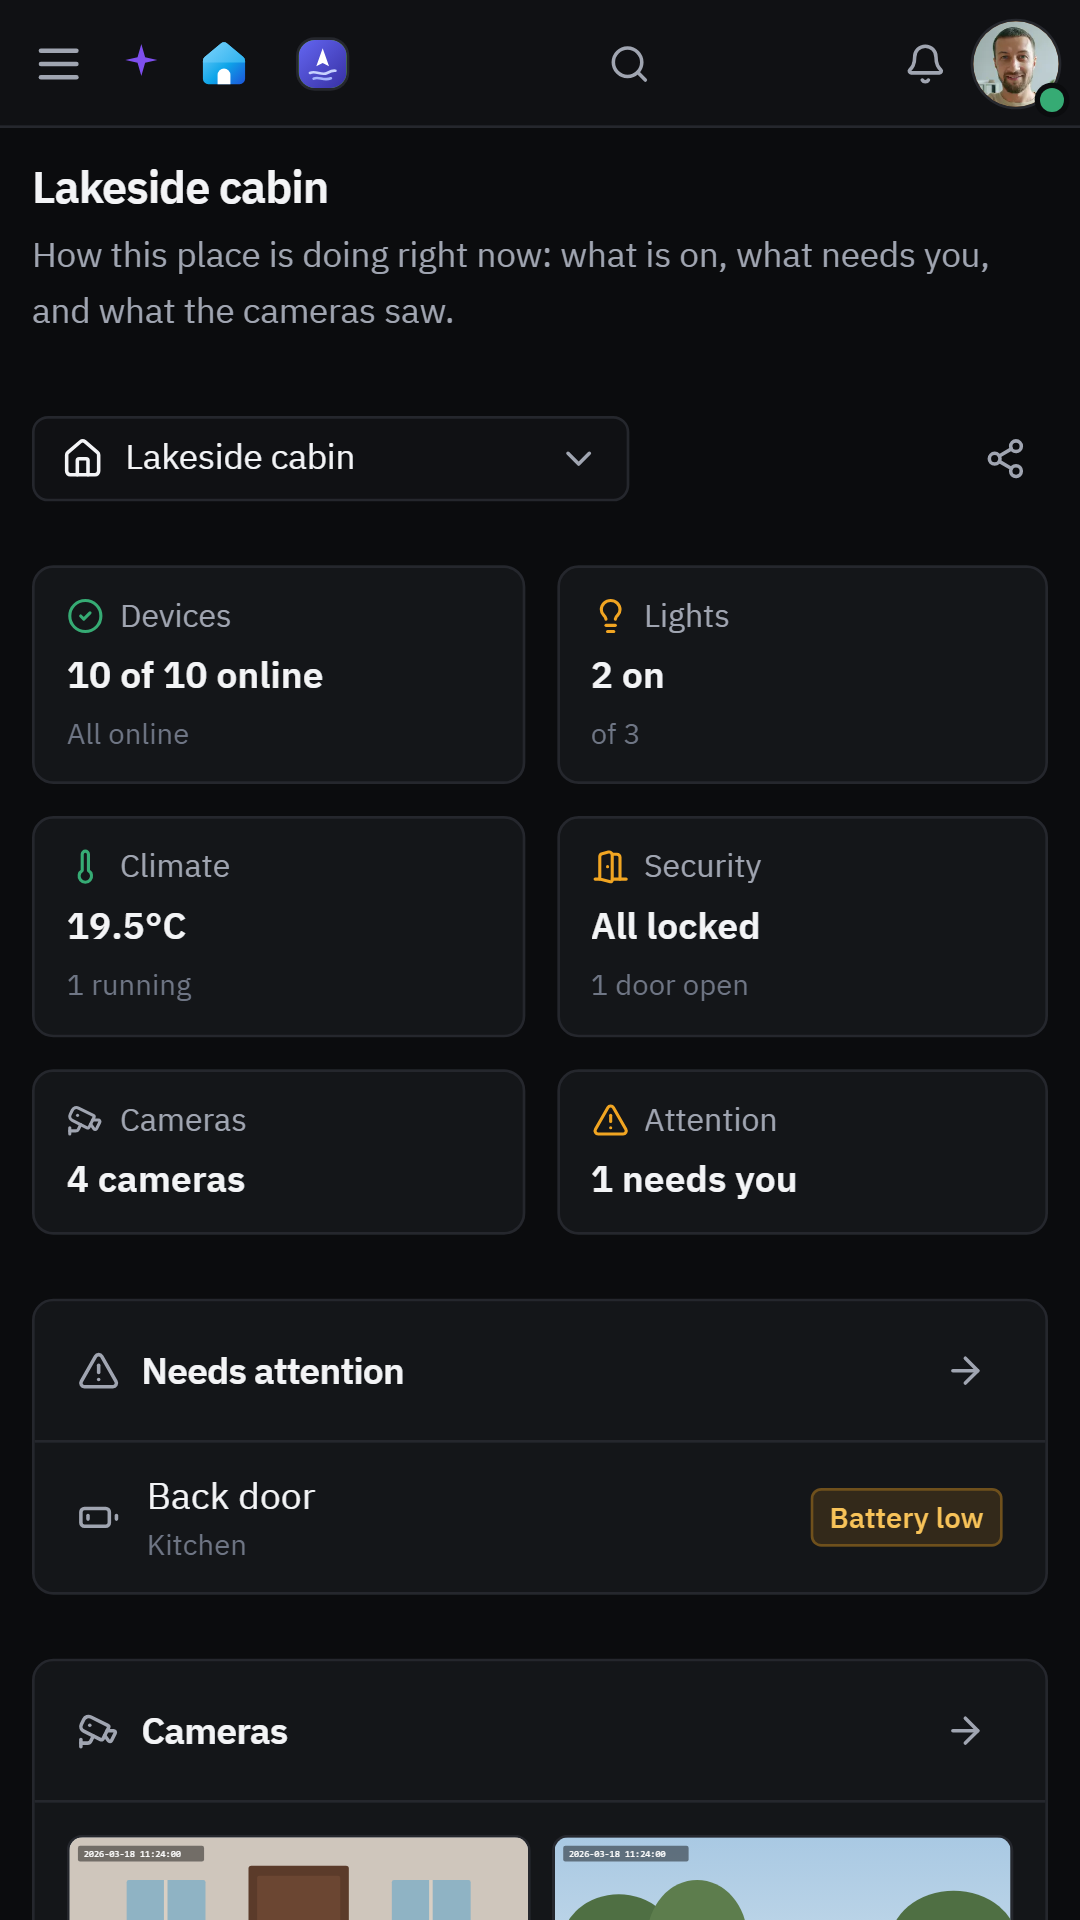 Lakeside cabin
How this place is doing right now: what is on, what needs you,
and what the cameras saw.
Lakeside cabin
Devices
10 of 10 online
All online
Lights
2 on
of 3
Climate
19.5°C
1 running
Security
All locked
1 door open
Cameras
4 cameras
Attention
1 needs you
Needs attention
Back door
Kitchen
Battery low
Cameras
2026-03-18 11:24:00
2026-03-18 11:24:00